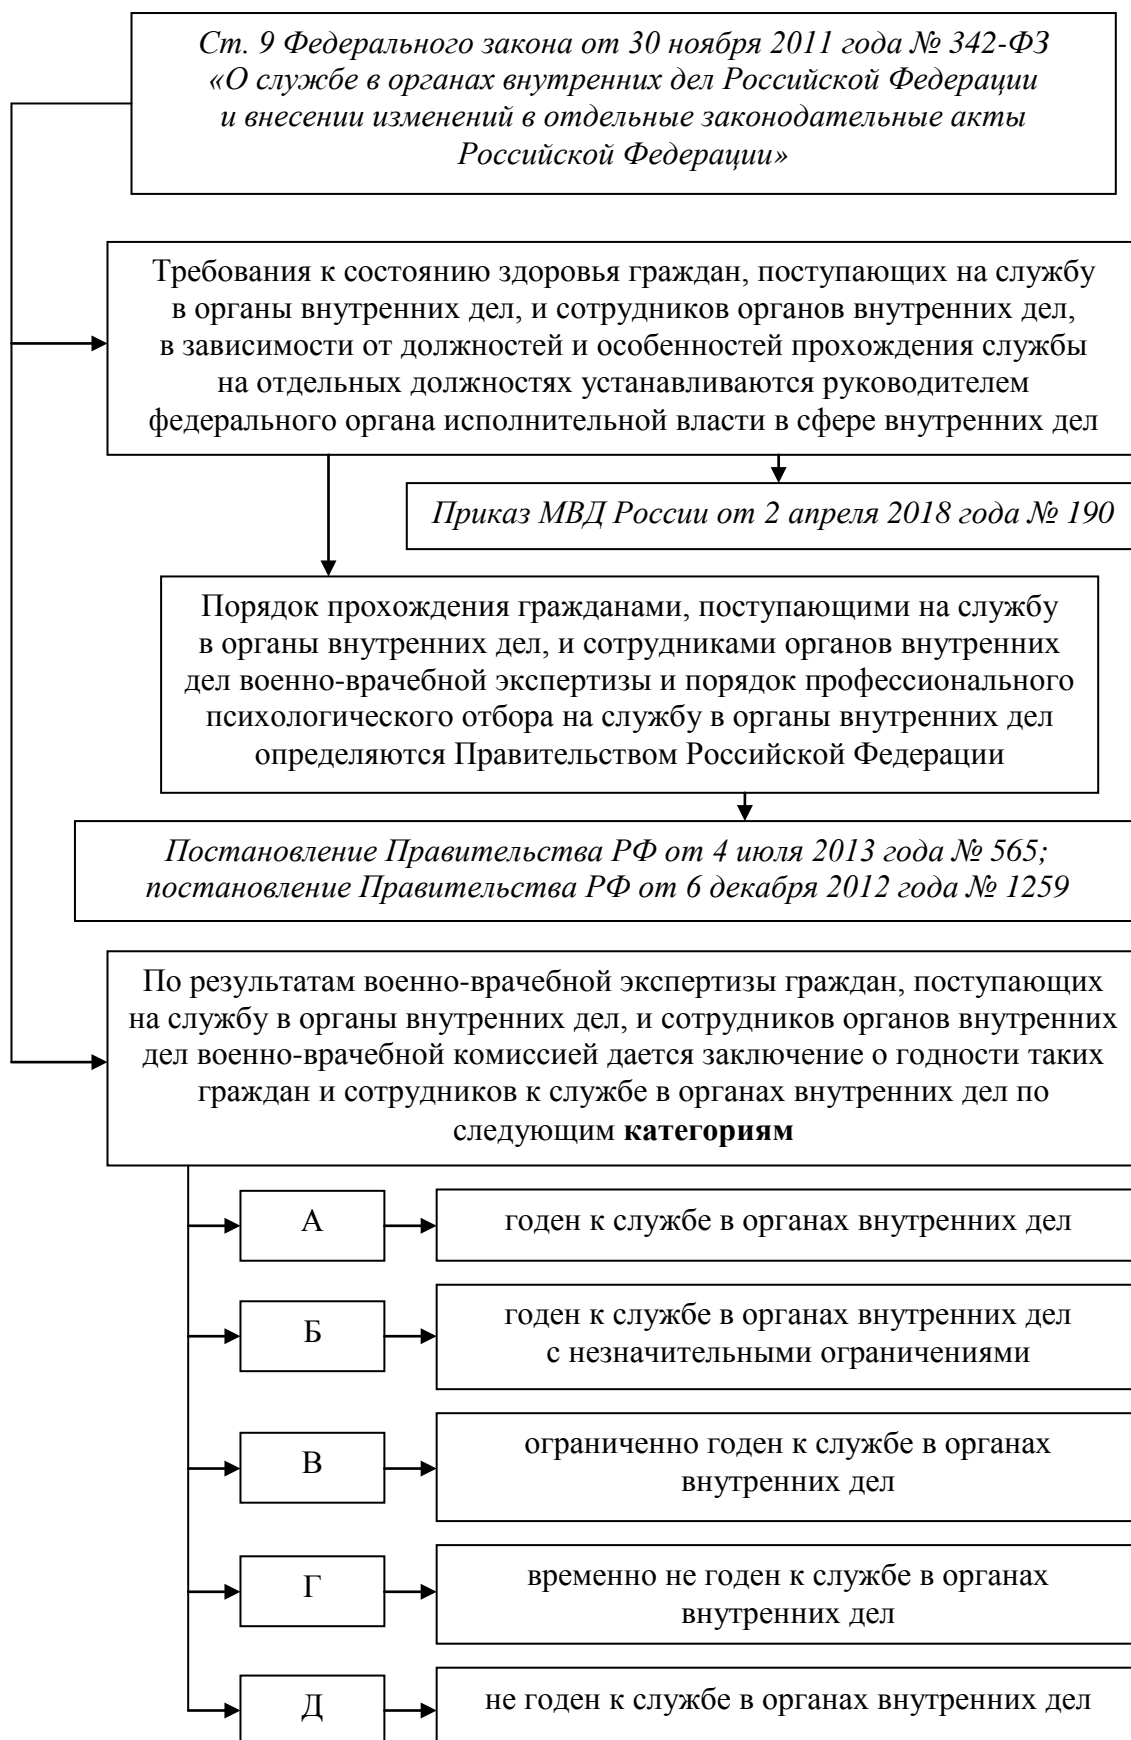 Ст. 9 Федерального закона от 30 ноября 2011 года № 342-ФЗ
«О службе в органах внутренних дел Российской Федерации
и внесении изменений в отдельные законодательные акты
Российской Федерации»
Требования к состоянию здоровья граждан, поступающих на службу
в органы внутренних дел, и сотрудников органов внутренних дел,
в зависимости от должностей и особенностей прохождения службы
на отдельных должностях устанавливаются руководителем
федерального органа исполнительной власти в сфере внутренних дел
Приказ МВД России от 2 апреля 2018 года № 190
Порядок прохождения гражданами, поступающими на службу
в органы внутренних дел, и сотрудниками органов внутренних
дел военно-врачебной экспертизы и порядок профессионального
психологического отбора на службу в органы внутренних дел
определяются Правительством Российской Федерации
Постановление Правительства РФ от 4 июля 2013 года № 565;
постановление Правительства РФ от 6 декабря 2012 года № 1259
По результатам военно-врачебной экспертизы граждан, поступающих
на службу в органы внутренних дел, и сотрудников органов внутренних
дел военно-врачебной комиссией дается заключение о годности таких
граждан и сотрудников к службе в органах внутренних дел по
следующим категориям
А
годен к службе в органах внутренних дел
Б
годен к службе в органах внутренних дел
с незначительными ограничениями
В
ограниченно годен к службе в органах
внутренних дел
Г
временно не годен к службе в органах
внутренних дел
Д
не годен к службе в органах внутренних дел